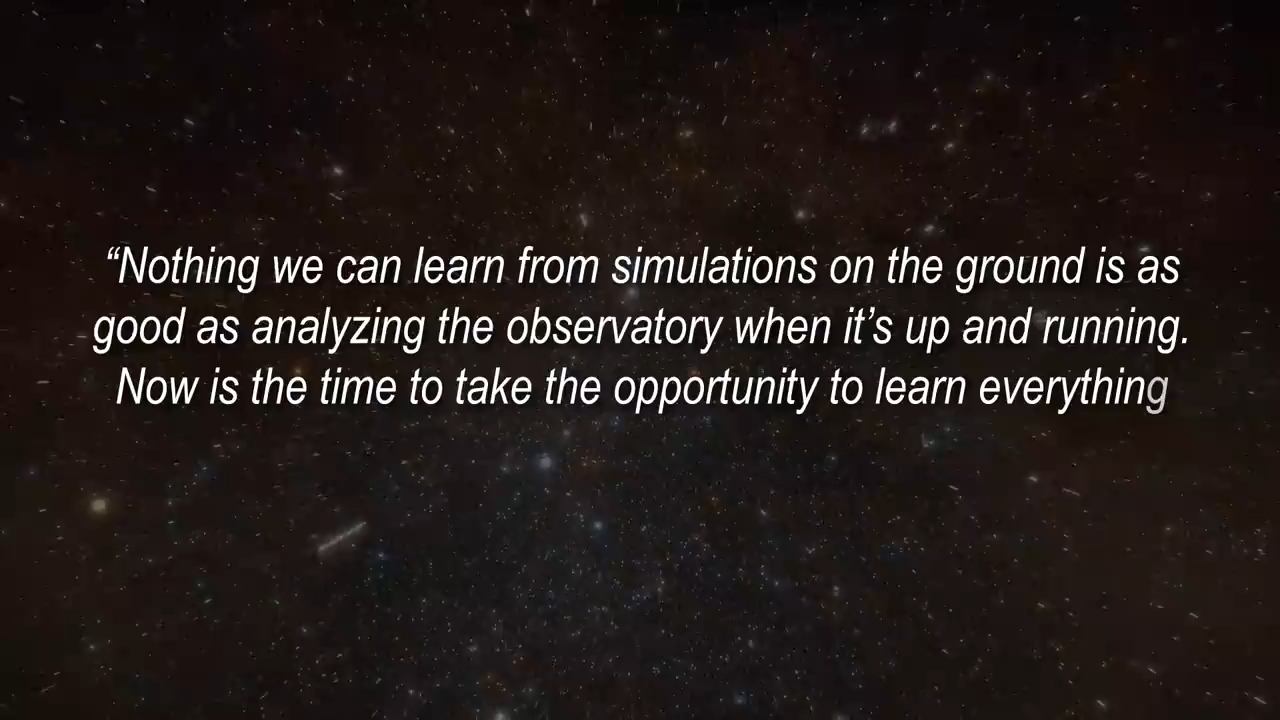 “Nothing we can learn from simulations on the ground is as
good as analyzing the observatory when it’s up and running.
Now is the time to take the opportunity to learn everything